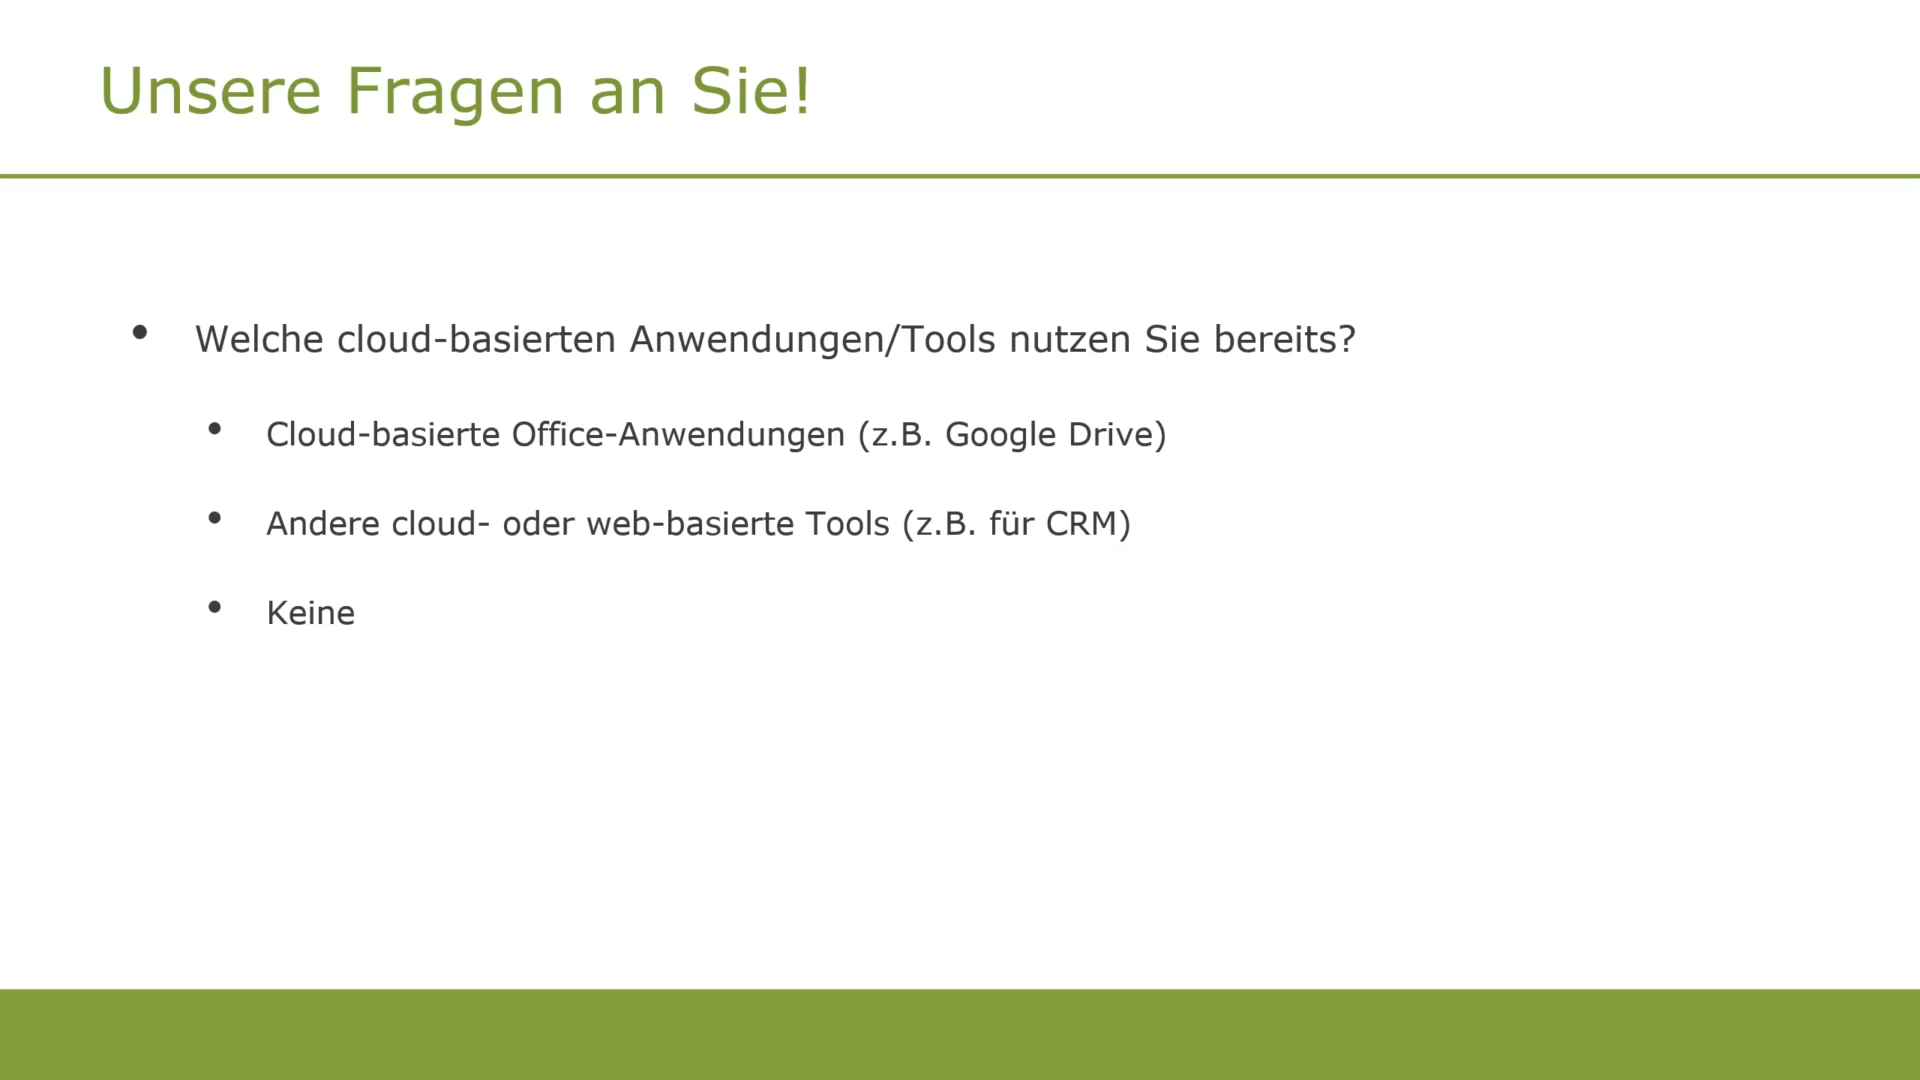 Unsere Fragen an Sie!
• Welche cloud-basierten Anwendungen/Tools nutzen Sie bereits?
• Cloud-basierte Office-Anwendungen (z.B. Google Drive)
• Andere cloud- oder web-basierte Tools (z.B. für CRM)
• Keine